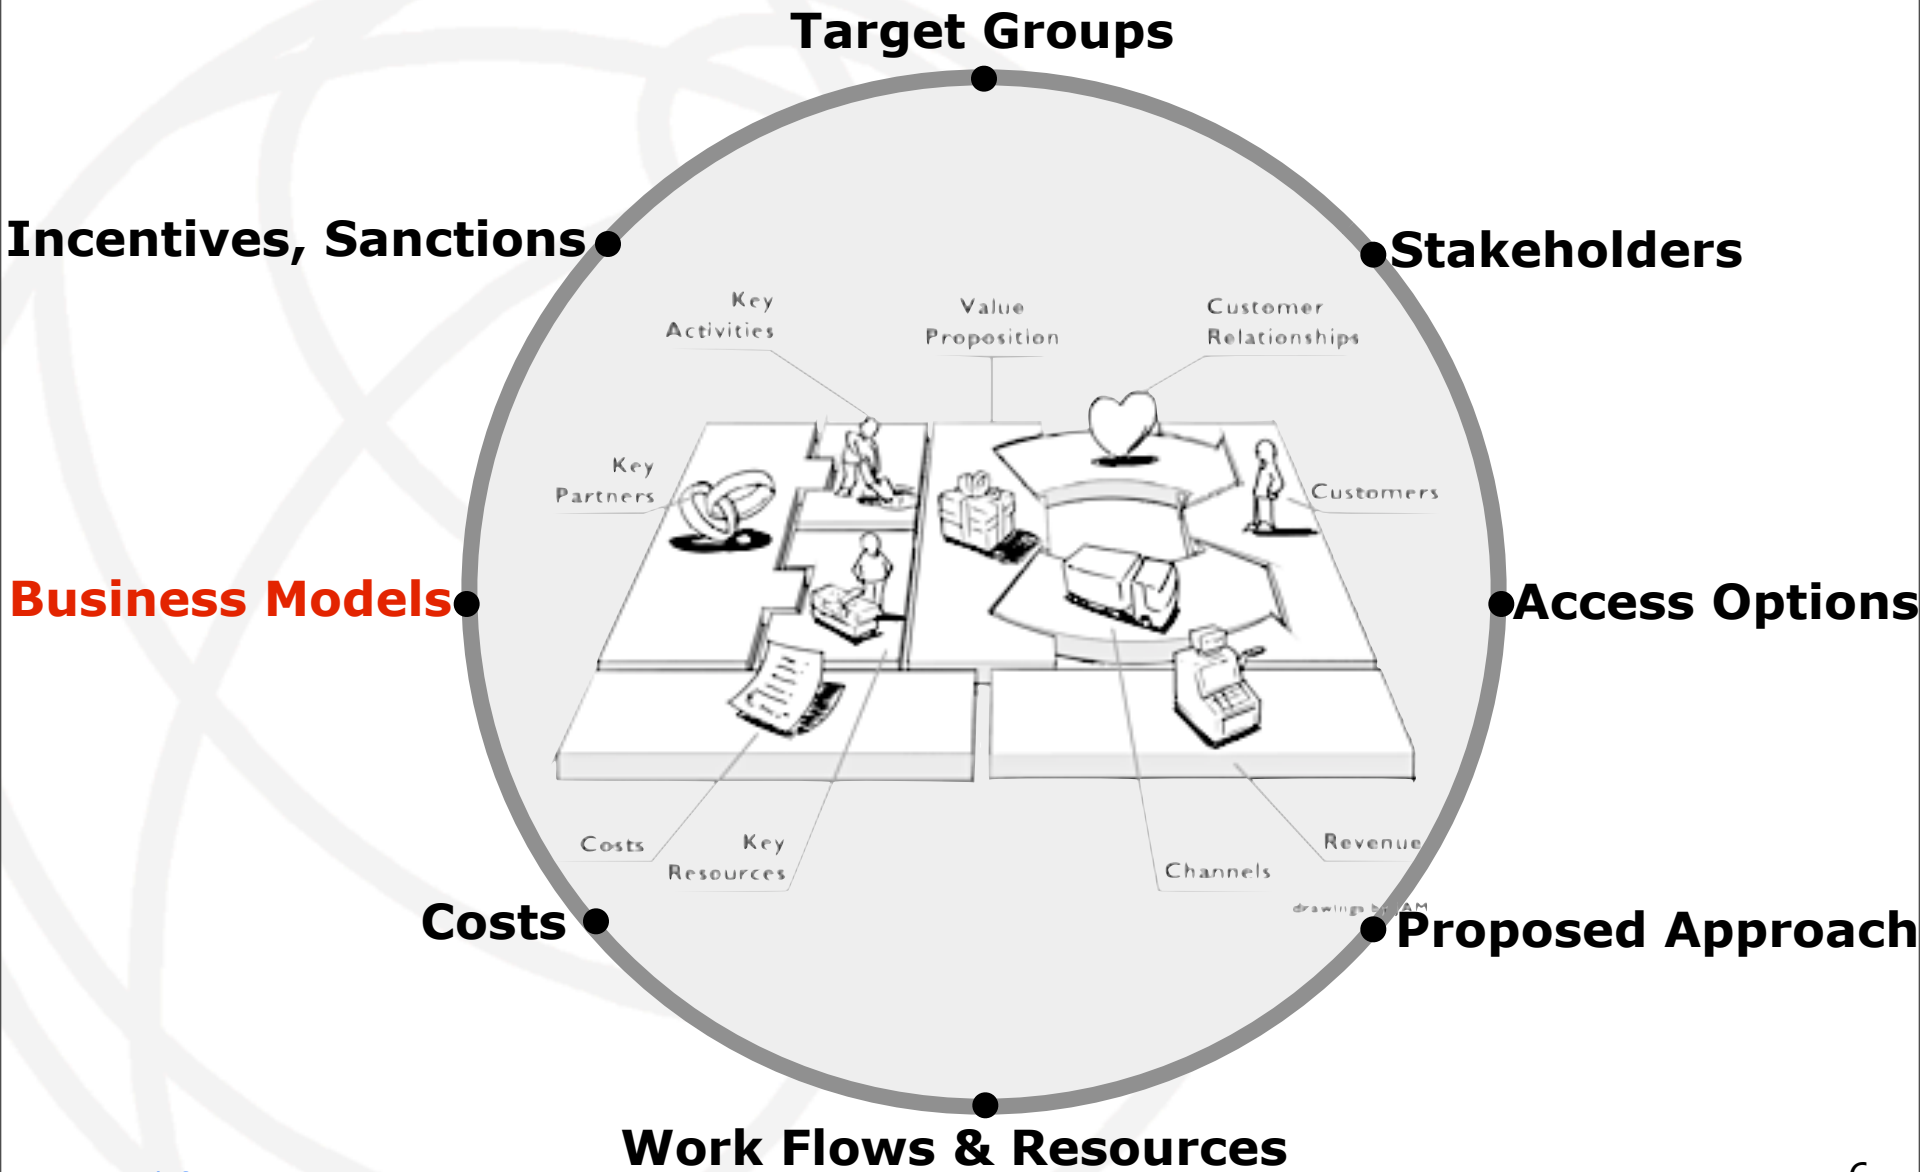 Target Groups
Incentives, Sanctions
Stakeholders
Key
Activities
Value
Proposition
Customer
Relationships
Key
Partners
Customers
Business Models
Access Options
Costs
Key
Resources
Channels
Revenue
drawings
Costs
Proposed Approach
Work Flows & Resources